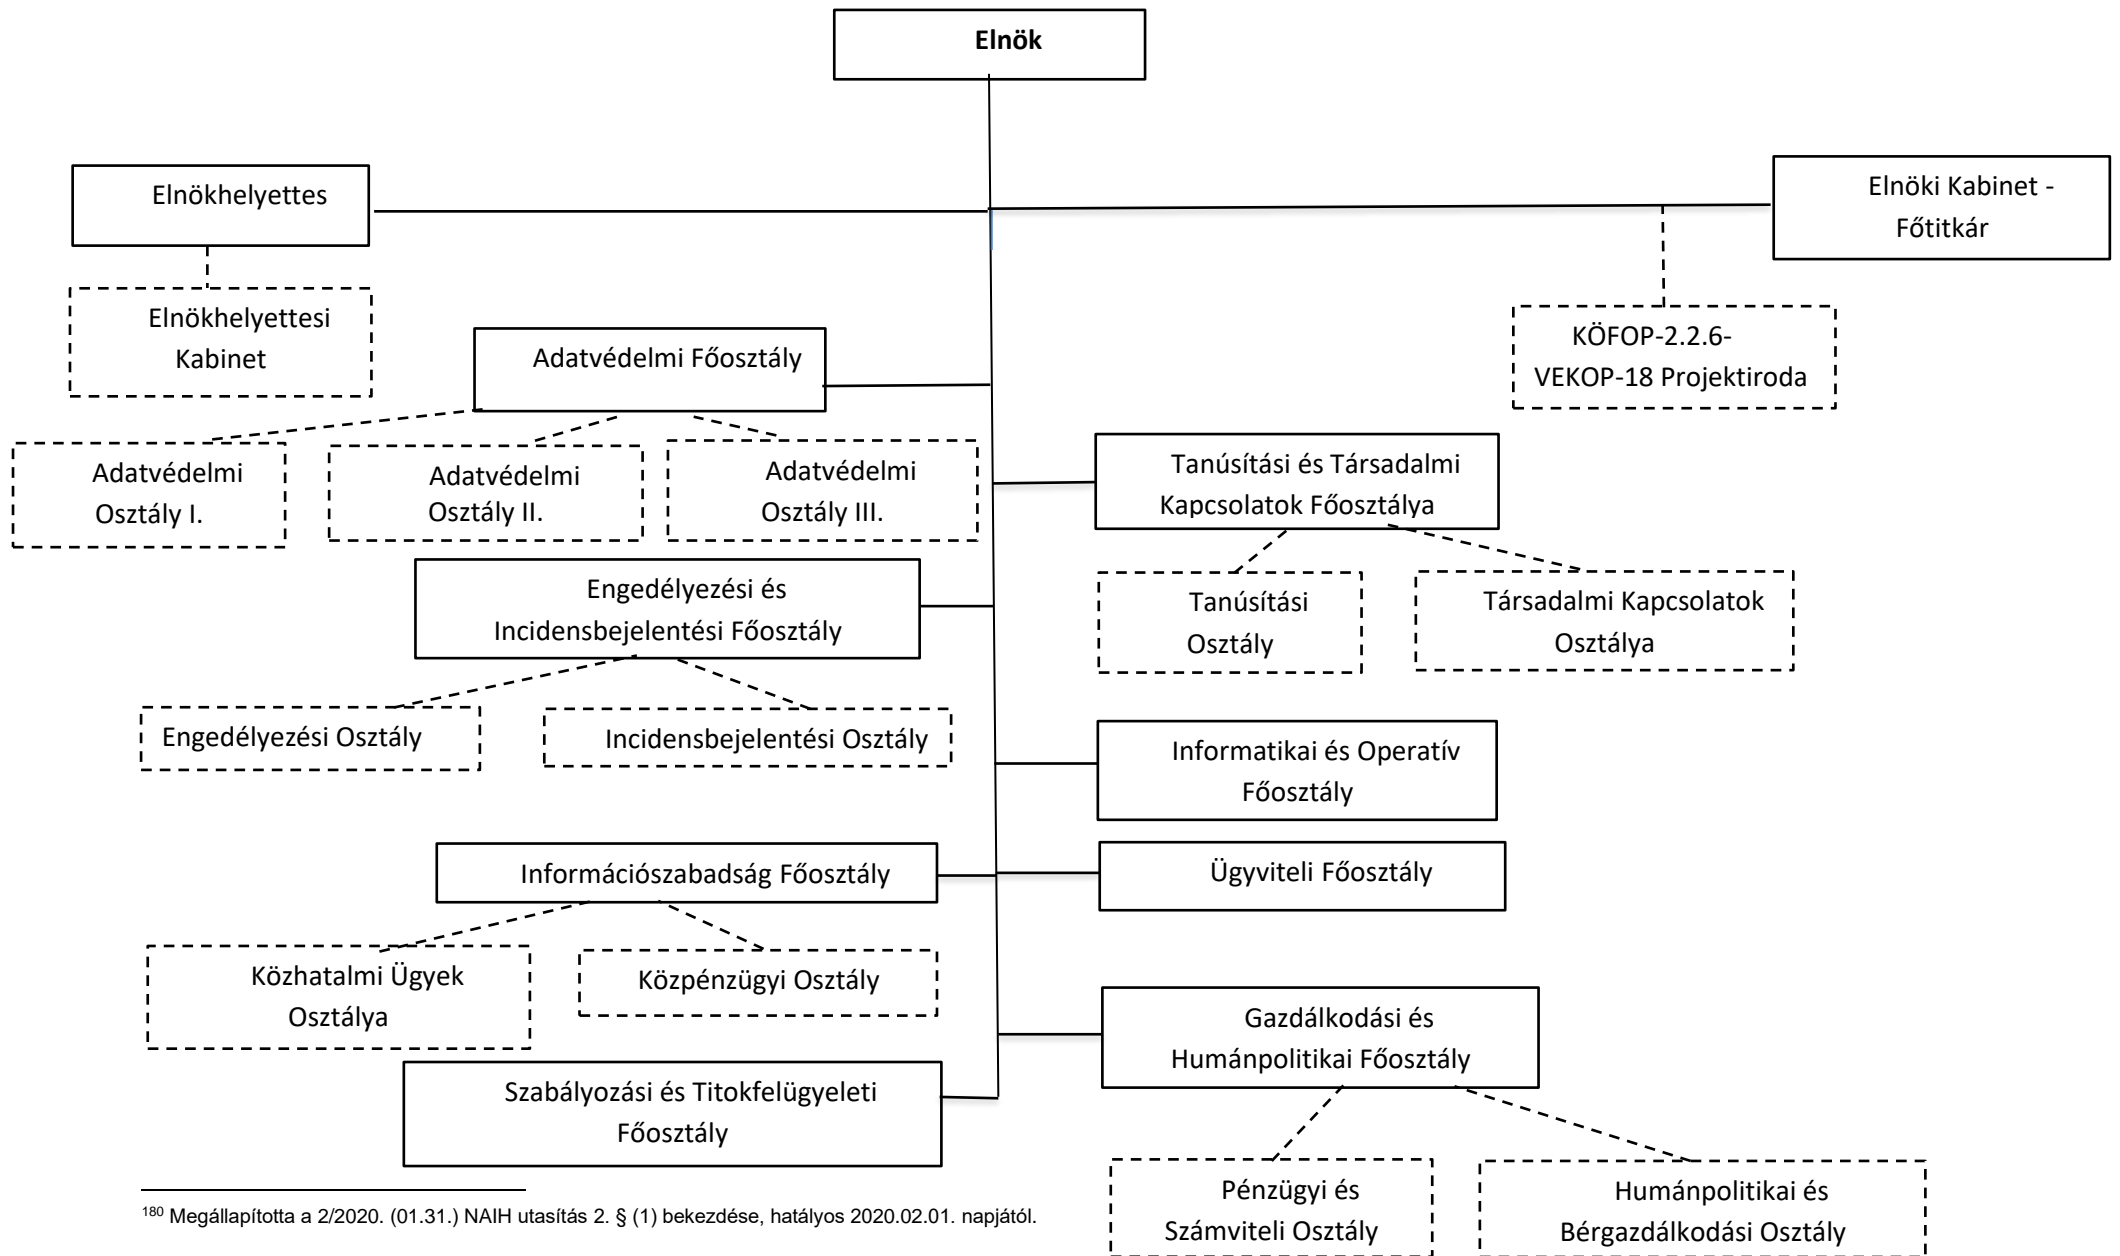 Elnök
Elnökhelyettes
Elnöki Kabinet -
Főtitkár
Elnökhelyettesi
Kabinet
KÖFOP-2.2.6-
VEKOP-18 Projektiroda
Adatvédelmi Főosztály
Adatvédelmi
Osztály I.
Adatvédelmi
Osztály II.
Adatvédelmi
Osztály III.
Tanúsítási és Társadalmi
Kapcsolatok Főosztálya
Tanúsítási
Osztály
Társadalmi Kapcsolatok
Osztálya
Engedélyezési és
Incidensbejelentési Főosztály
Engedélyezési Osztály
Incidensbejelentési Osztály
Informatikai és Operatív
Főosztály
Információszabadság Főosztály
Ügyviteli Főosztály
Közhatalmi Ügyek
Osztálya
Közpénzügyi Osztály
Gazdálkodási és
Humánpolitikai Főosztály
Szabályozási és Titokfelügyeleti
Főosztály
Pénzügyi és
Számviteli Osztály
Humánpolitikai és
Bérgazdálkodási Osztály
180 Megállapította a 2/2020. (01.31.) NAIH utasítás 2. § (1) bekezdése, hatályos 2020.02.01. napjától.